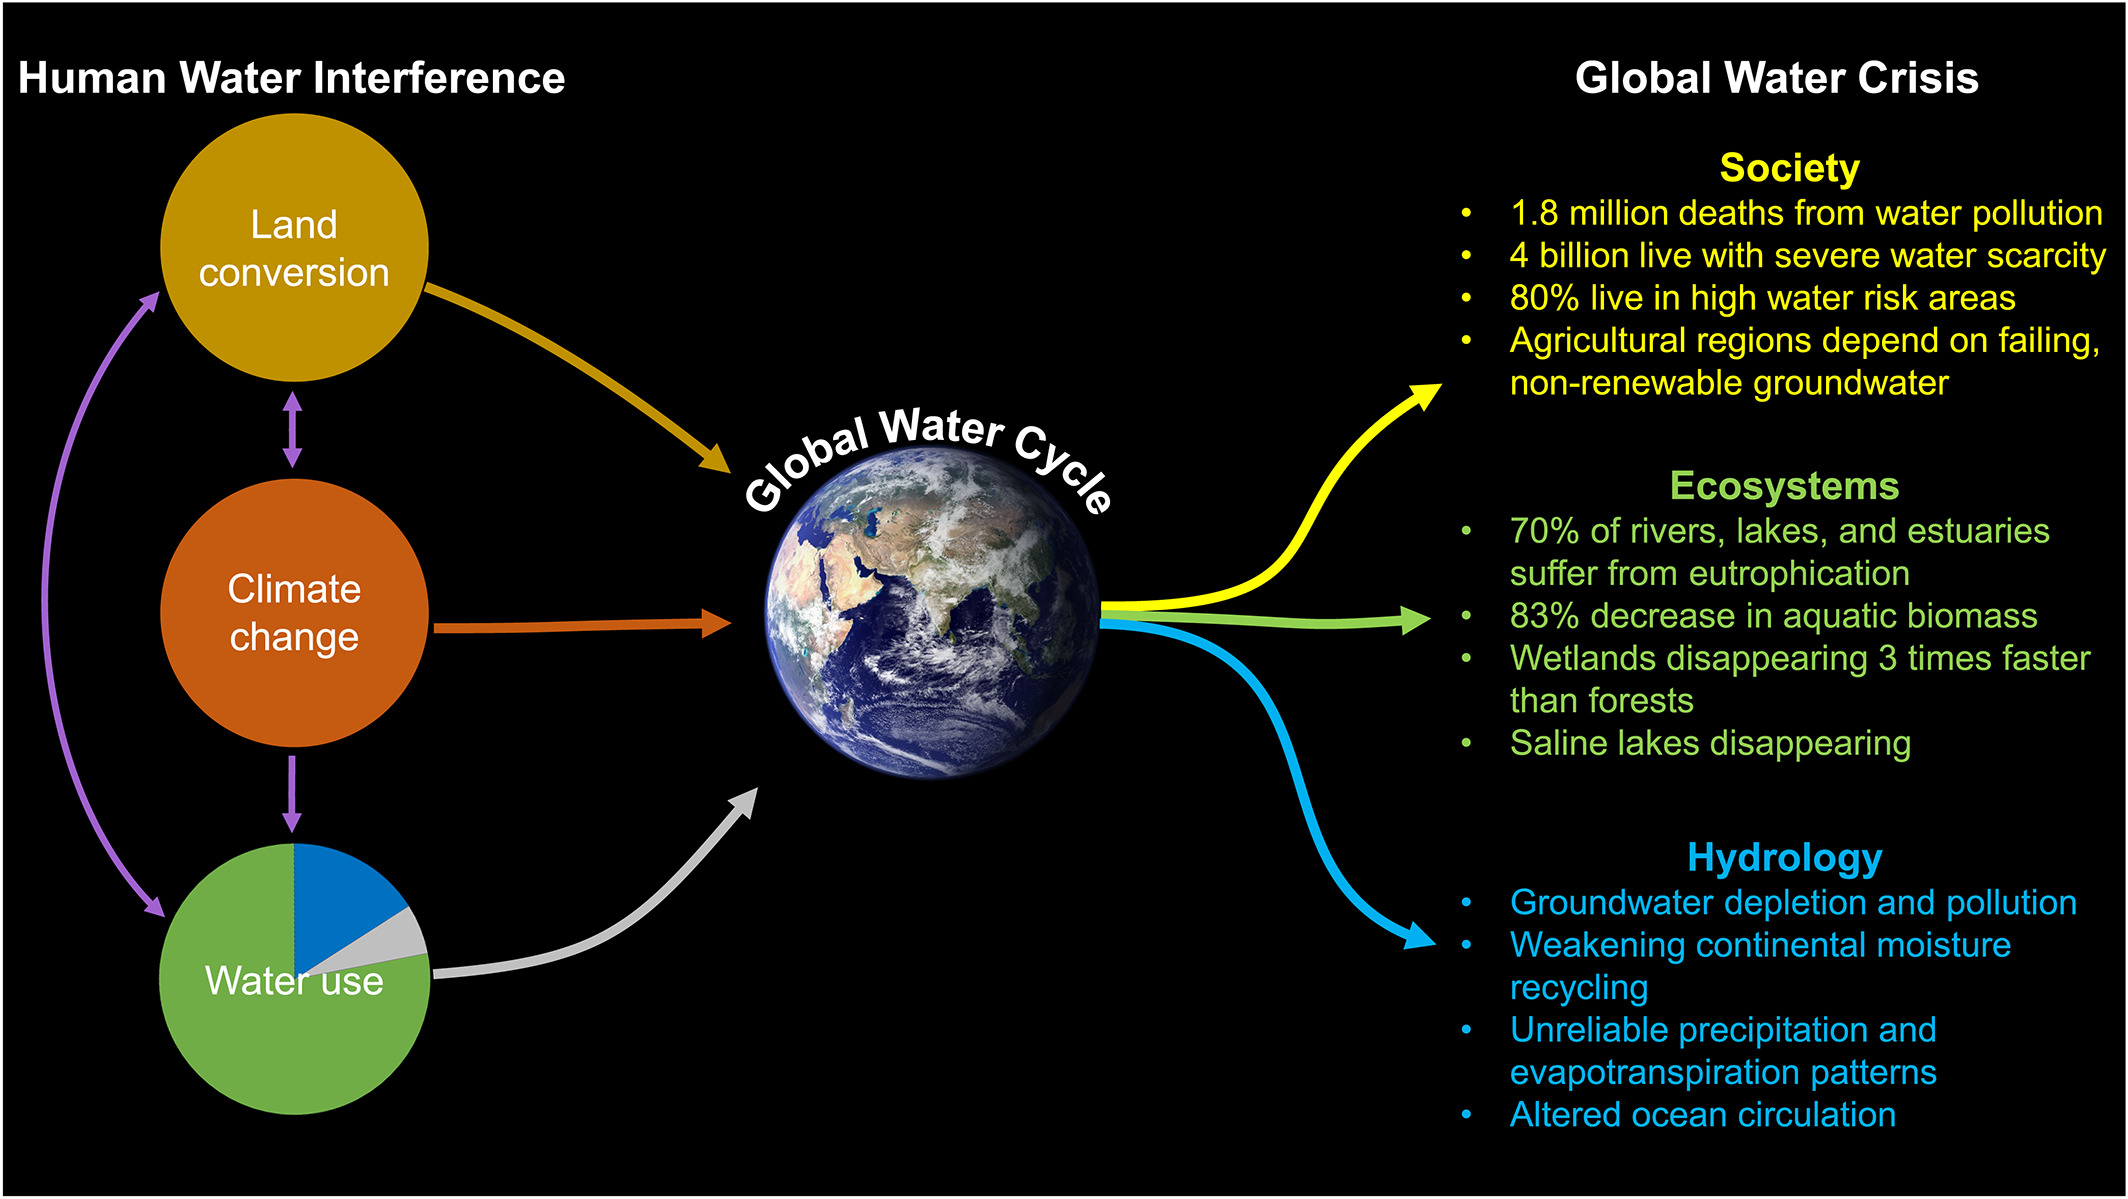 Human Water Interference
Land
conversion
Climate
change
Water use
Global Water Cycle
Global Water Crisis
Society
• 1.8 million deaths from water pollution
• 4 billion live with severe water scarcity
• 80% live in high water risk areas
• Agricultural regions depend on failing,
non-renewable groundwater
Ecosystems
• 70% of rivers, lakes, and estuaries
suffer from eutrophication
• 83% decrease in aquatic biomass
• Wetlands disappearing 3 times faster
than forests
• Saline lakes disappearing
Hydrology
• Groundwater depletion and pollution
• Weakening continental moisture
recycling
• Unreliable precipitation and
evapotranspiration patterns
• Altered ocean circulation